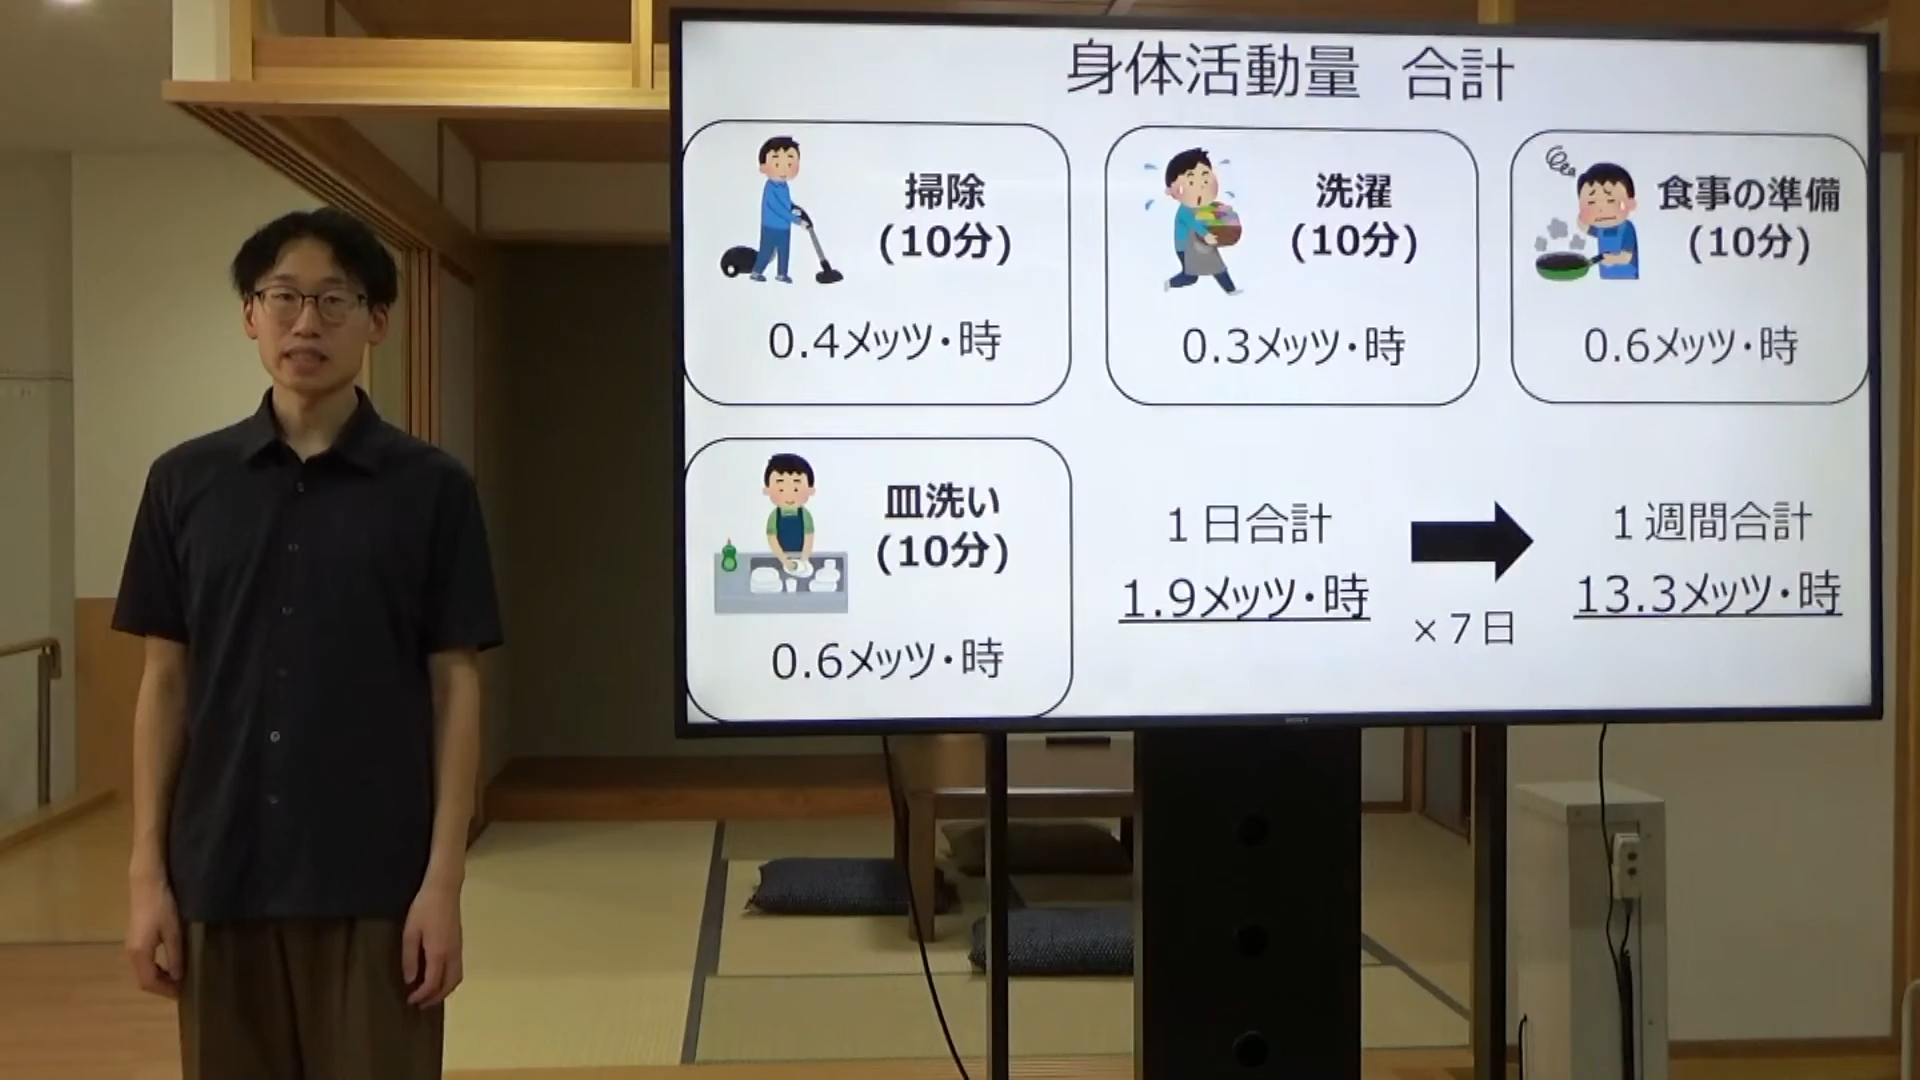 身体活動量 合計
掃除
(10分)
0.4メッツ・時
洗濯
(10分)
0.3メッツ・時
食事の準備
(10分)
0.6メッツ・時
皿洗い
(10分)
0.6メッツ・時
1日合計
1.9メッツ・時
×7日
1週間合計
13.3メッツ・時
SONY